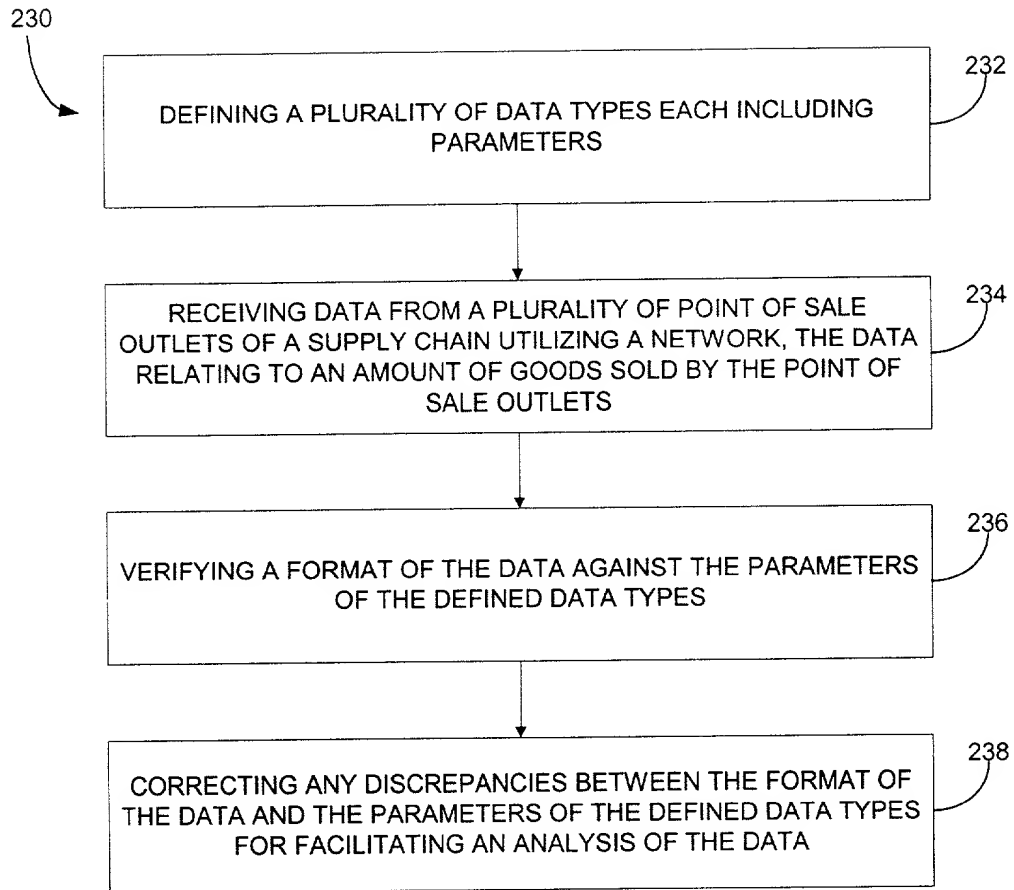 230
232
DEFINING A PLURALITY OF DATA TYPES EACH INCLUDING
PARAMETERS
234
RECEIVING DATA FROM A PLURALITY OF POINT OF SALE
OUTLETS OF A SUPPLY CHAIN UTILIZING A NETWORK, THE DATA
RELATING TO AN AMOUNT OF GOODS SOLD BY THE POINT OF
SALE OUTLETS
236
VERIFYING A FORMAT OF THE DATA AGAINST THE PARAMETERS
OF THE DEFINED DATA TYPES
238
CORRECTING ANY DISCREPANCIES BETWEEN THE FORMAT OF
THE DATA AND THE PARAMETERS OF THE DEFINED DATA TYPES
FOR FACILITATING AN ANALYSIS OF THE DATA